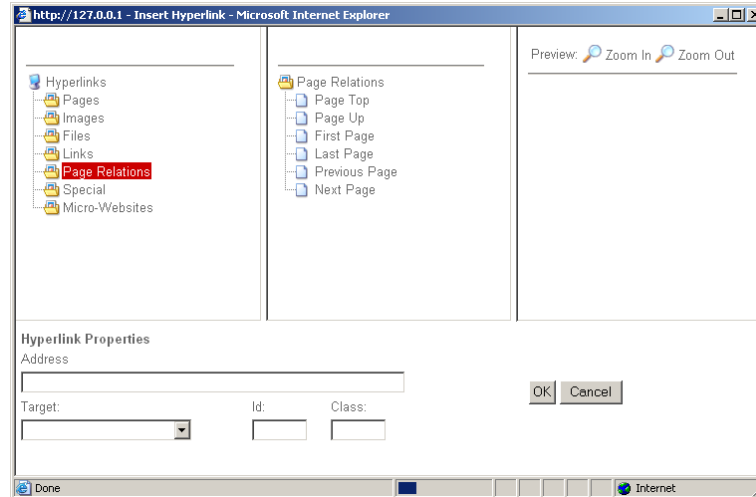 http://127.0.0.1 - Insert Hyperlink - Microsoft Internet Explorer
Hyperlinks
Pages
Images
Files
Links
Page Relations
Special
Micro-Websites
Page Relations
Page Top
Page Up
First Page
Last Page
Previous Page
Next Page
Preview: Zoom In Zoom Out
Hyperlink Properties
Address
Target: Id: Class:
OK Cancel
Done Internet